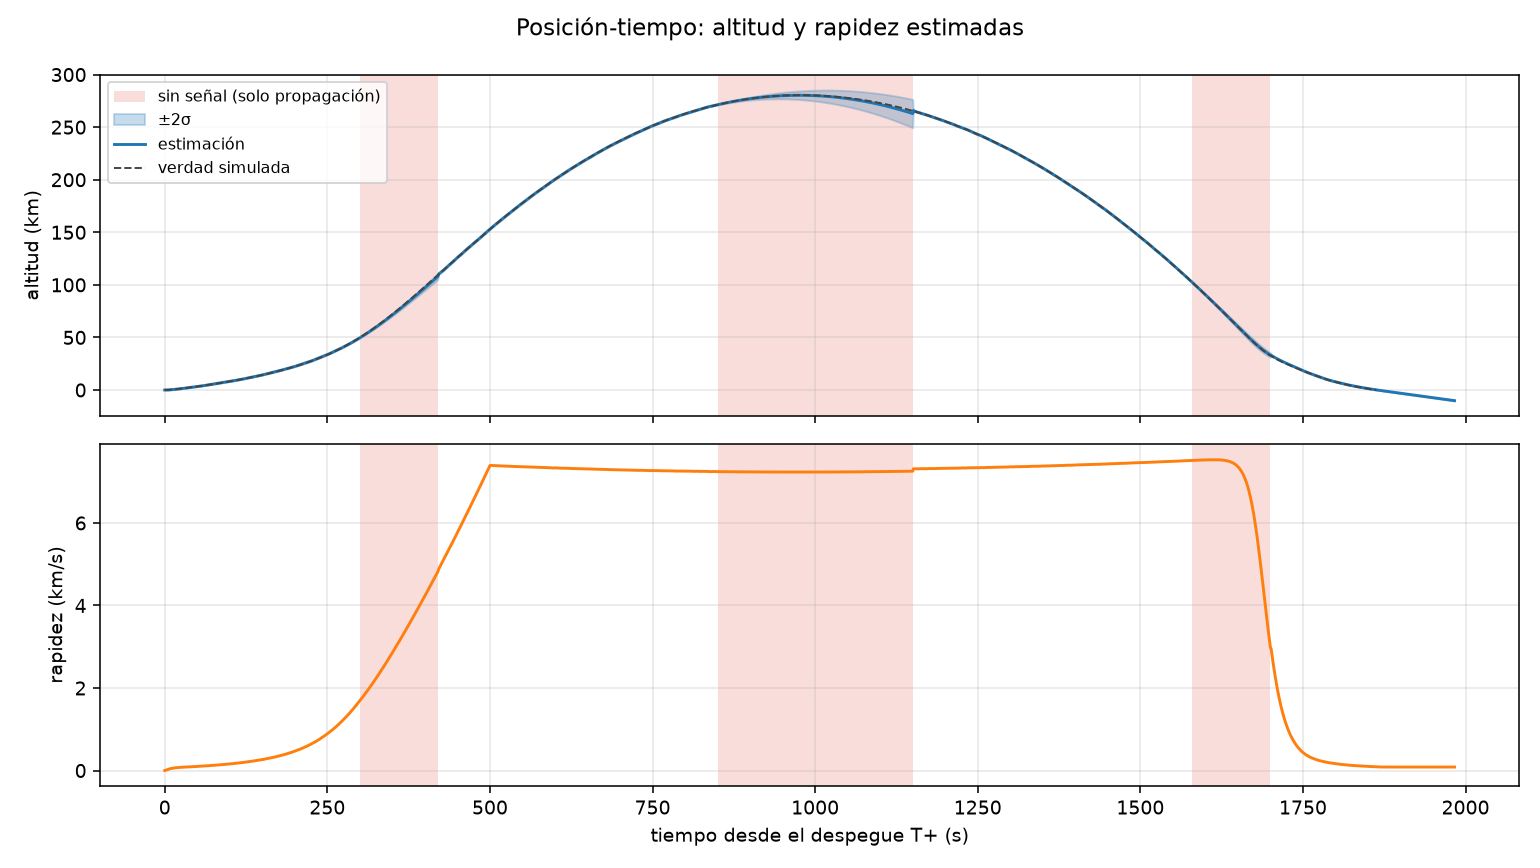 Posición-tiempo: altitud y rapidez estimadas
300
250
200
150
100
50
0
altitud (km)
sin señal (solo propagación)
±2σ
estimación
verdad simulada
6
4
2
0
rapidez (km/s)
0 250 500 750 1000 1250 1500 1750 2000
tiempo desde el despegue T+ (s)